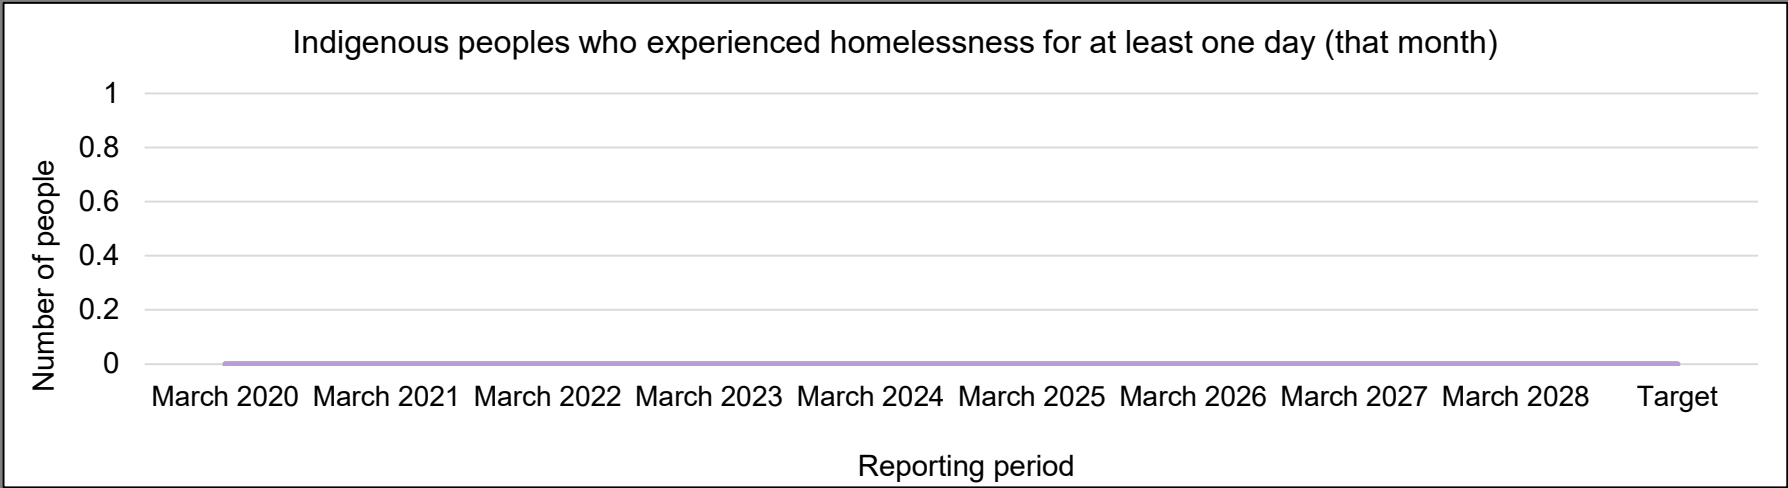 Indigenous peoples who experienced homelessness for at least one day (that month)
Number of people
1
0.8
0.6
0.4
0.2
0
March 2020 March 2021 March 2022 March 2023 March 2024 March 2025 March 2026 March 2027 March 2028 Target
Reporting period